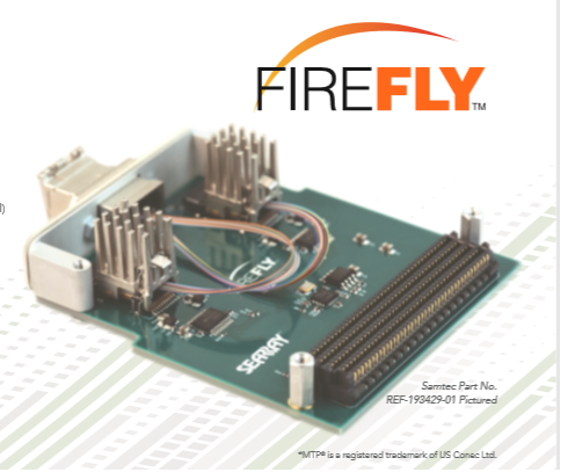 FIREFLY™
l)
FIREFLY
SEARAY
Samtec Part No.
REF-193429-01 Pictured
*MTP® is a registered trademark of US Conec Ltd.